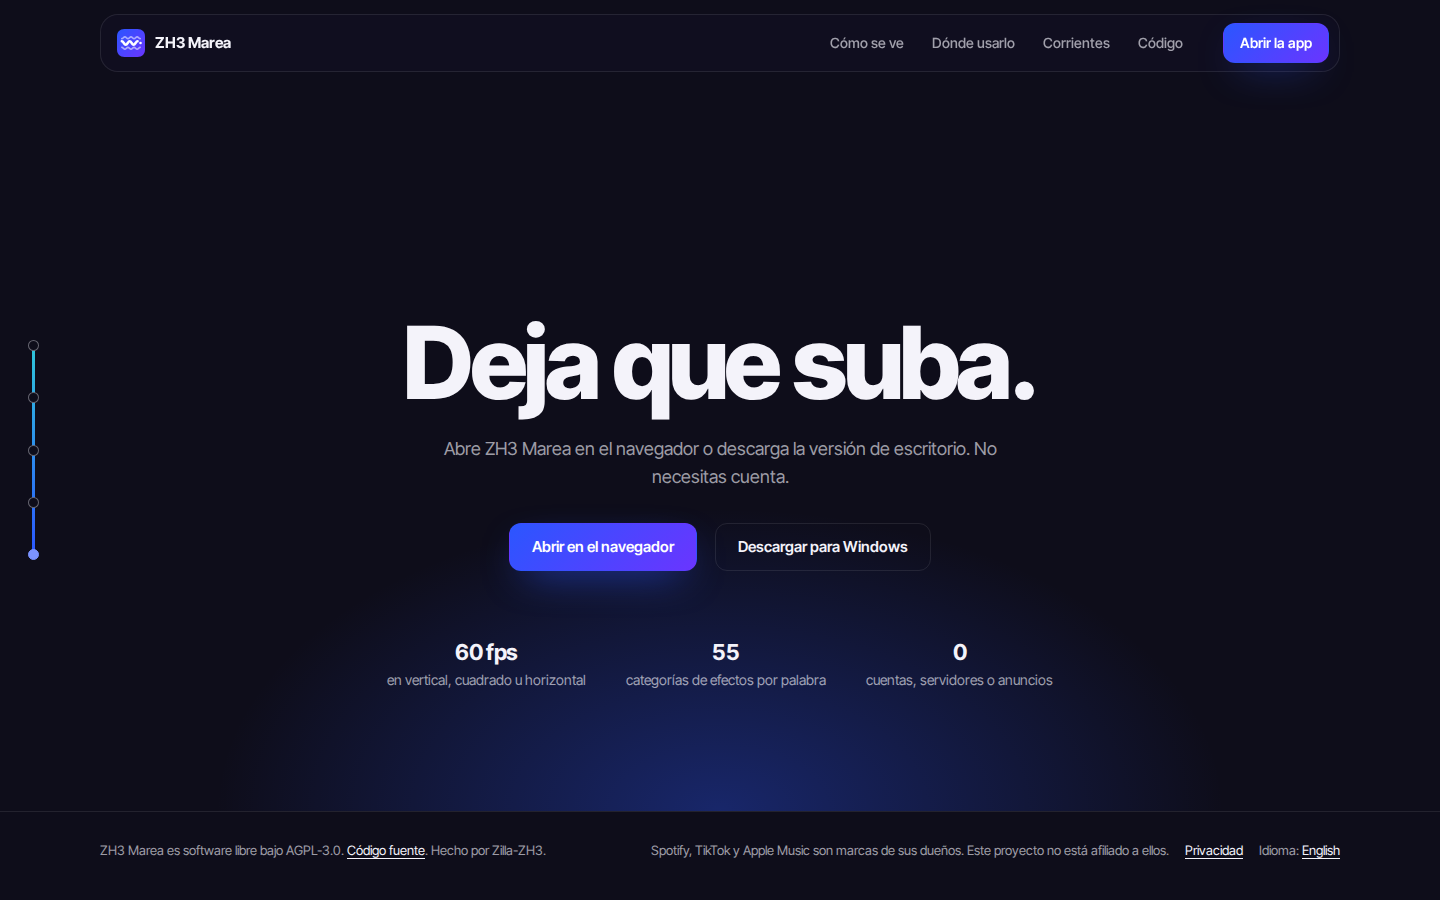 ZH3 Marea
Cómo se ve
Dónde usarlo
Corrientes
Código
Abrir la app
Deja que suba.
Abre ZH3 Marea en el navegador o descarga la versión de escritorio. No
necesitas cuenta.
Abrir en el navegador
Descargar para Windows
60 fps
en vertical, cuadrado u horizontal
55
categorías de efectos por palabra
0
cuentas, servidores o anuncios
ZH3 Marea es software libre bajo AGPL-3.0. Código fuente. Hecho por Zilla-ZH3.
Spotify, TikTok y Apple Music son marcas de sus dueños. Este proyecto no está afiliado a ellos.
Privacidad
Idioma: English